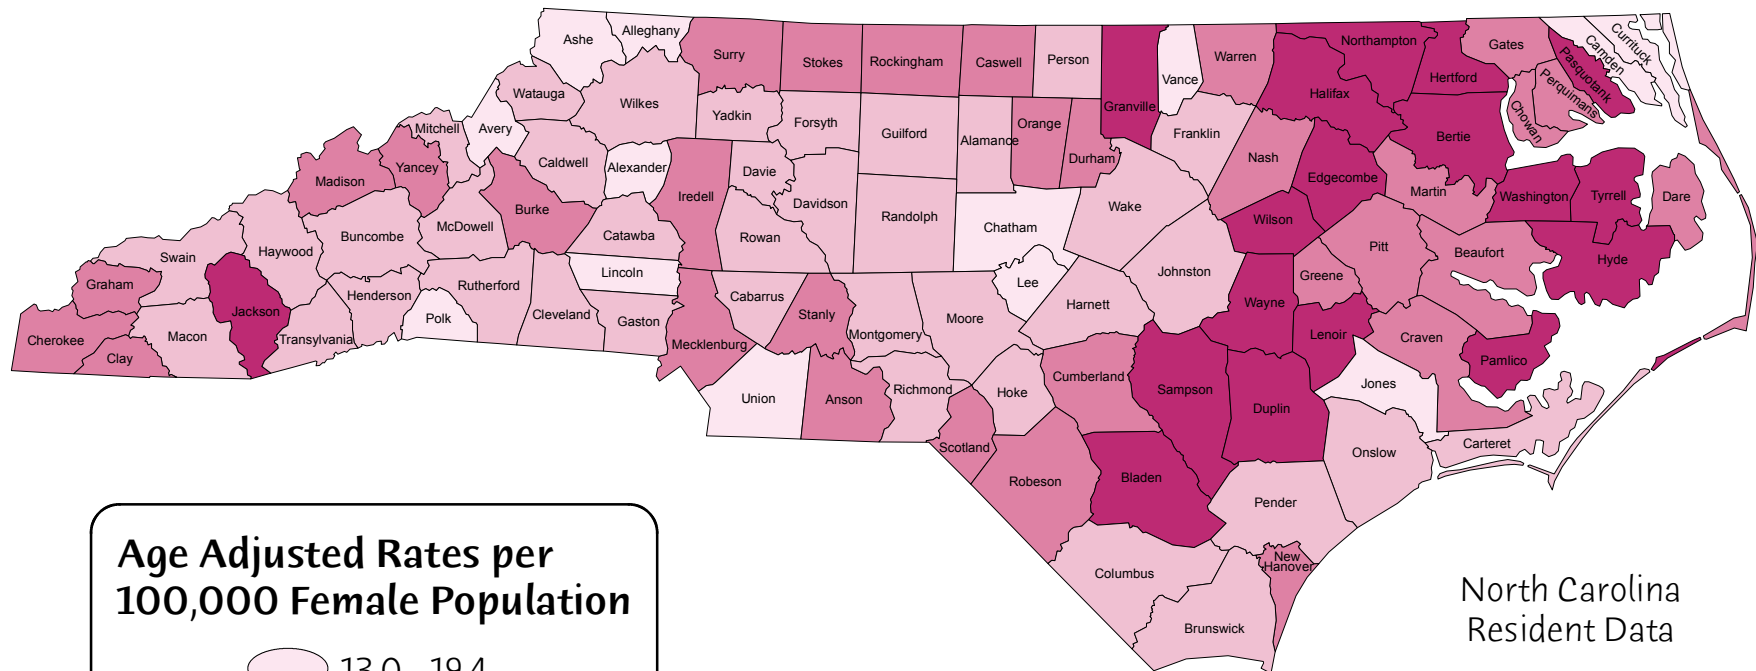 Ashe
Alleghany
Surry
Stokes
Rockingham
Caswell
Person
Granville
Vance
Warren
Northampton
Halifax
Hertford
Gates
Pasquotank
Camden
Currituck
Perquimans
Chowan
Bertie
Watauga
Wilkes
Yadkin
Forsyth
Guilford
Alamance
Orange
Durham
Franklin
Nash
Edgecombe
Martin
Washington
Tyrrell
Dare
Mitchell
Avery
Caldwell
Alexander
Iredell
Davie
Davidson
Randolph
Chatham
Wake
Wilson
Pitt
Beaufort
Hyde
Madison
Yancey
Burke
McDowell
Buncombe
Catawba
Rowan
Johnston
Greene
Wayne
Lenoir
Craven
Pamlico
Swain
Haywood
Graham
Jackson
Henderson
Rutherford
Polk
Lincoln
Cleveland
Gaston
Cabarrus
Stanly
Montgomery
Moore
Lee
Harnett
Cherokee
Clay
Macon
Transylvania
Mecklenburg
Union
Anson
Richmond
Hoke
Cumberland
Sampson
Duplin
Jones
Onslow
Carteret
Scotland
Robeson
Bladen
Pender
Columbus
Brunswick
New
Hanover
Age Adjusted Rates per
100,000 Female Population
13.0 - 19.4
North Carolina
Resident Data